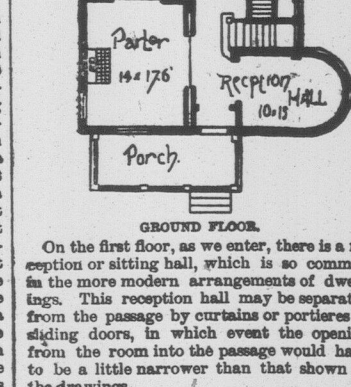 Parlor
14 x 17.6
RECEPTION
HALL
10 x 15
Porch.
GROUND FLOOR.
On the first floor, as we enter, there is a
ception or sitting hall, which is so comm
in the more modern arrangements of dwe
ings. This reception hall may be separat
from the passage by curtains or portieres
sliding doors, in which event the openi
from the room into the passage would ha
to be a little narrower than that shown
the drawings